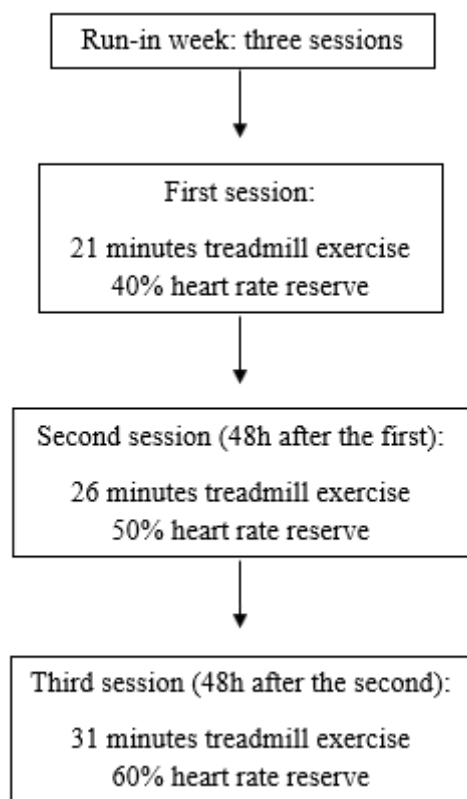 Run-in week: three sessions
First session:
21 minutes treadmill exercise
40% heart rate reserve
Second session (48h after the first):
26 minutes treadmill exercise
50% heart rate reserve
Third session (48h after the second):
31 minutes treadmill exercise
60% heart rate reserve